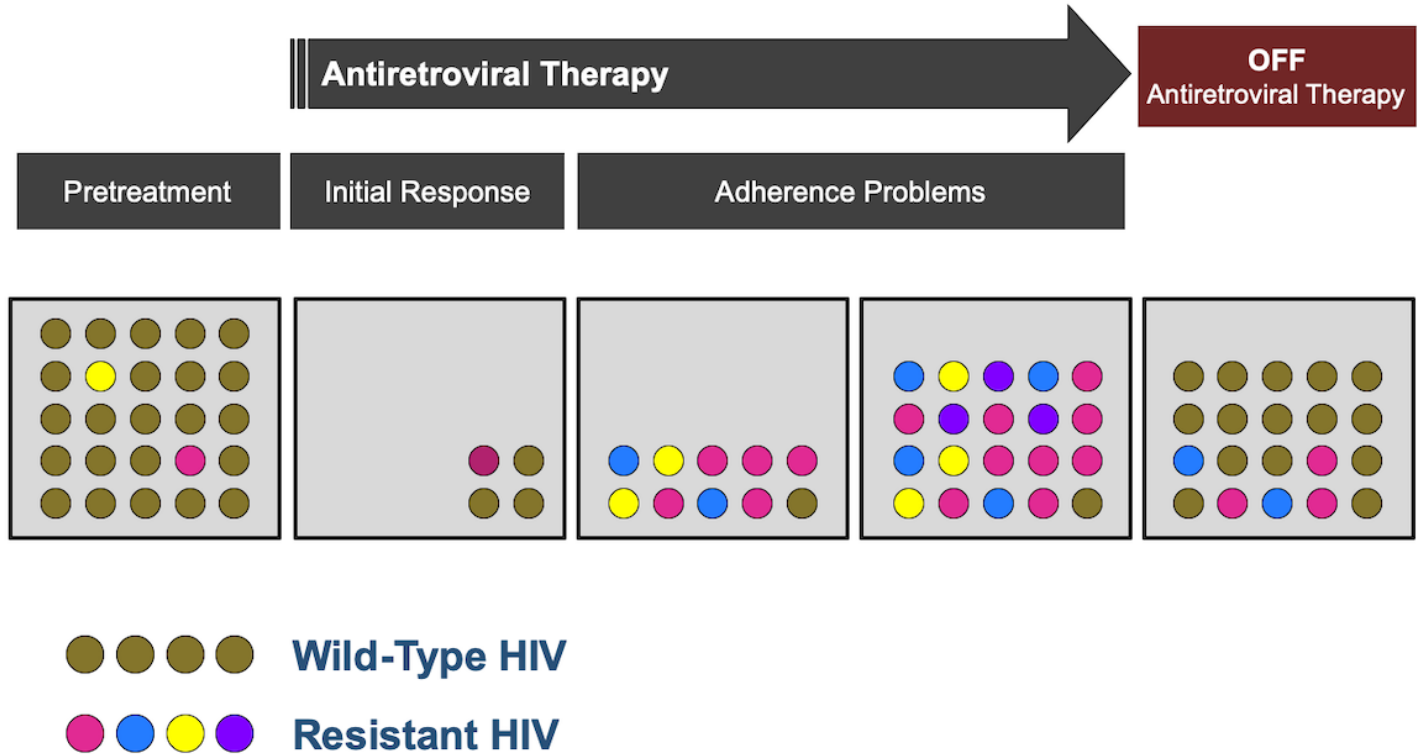 Antiretroviral Therapy
OFF
Antiretroviral Therapy
Pretreatment
Initial Response
Adherence Problems
Wild-Type HIV
Resistant HIV